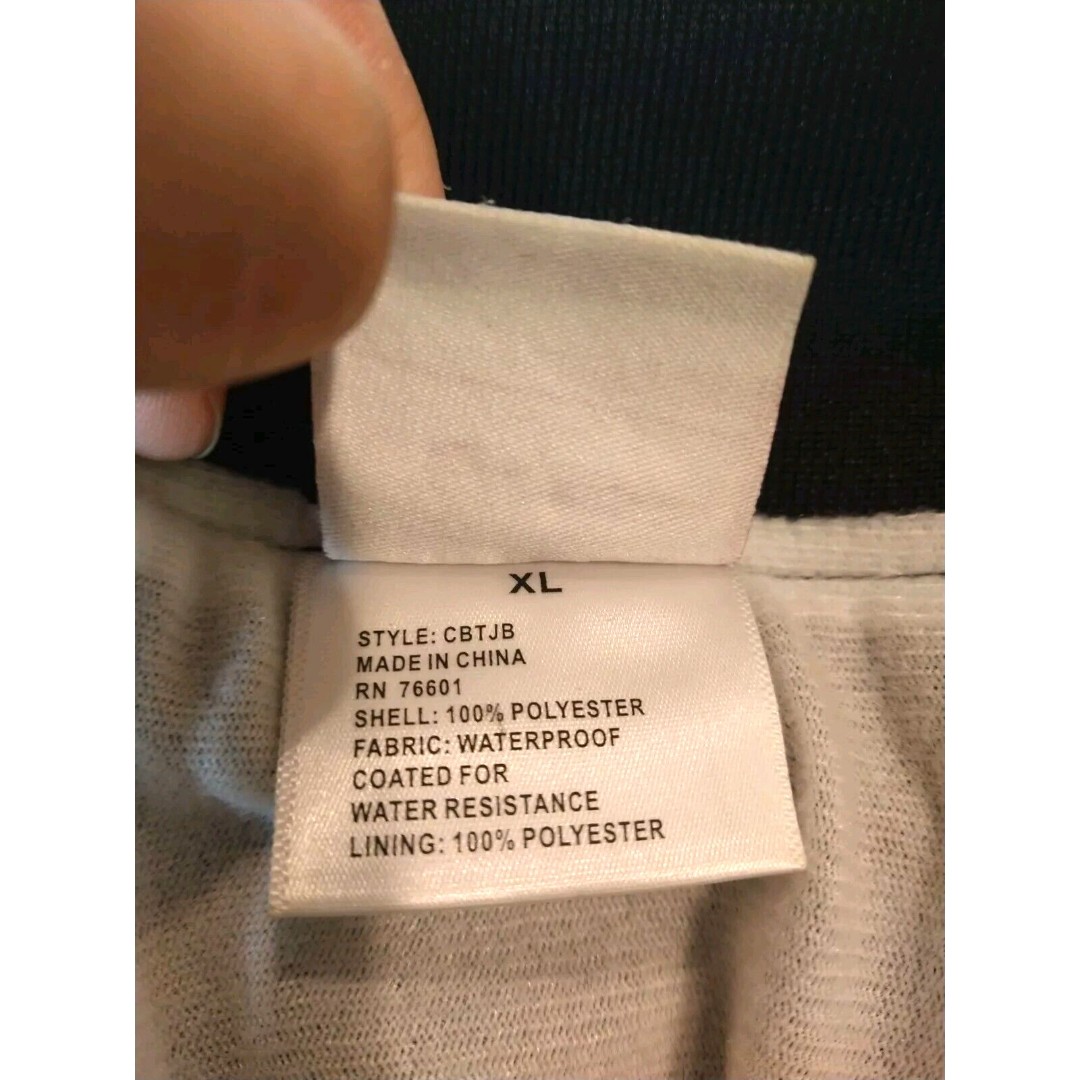 XL
STYLE: CBTJB
MADE IN CHINA
RN 76601
SHELL: 100% POLYESTER
FABRIC: WATERPROOF
COATED FOR
WATER RESISTANCE
LINING: 100% POLYESTER